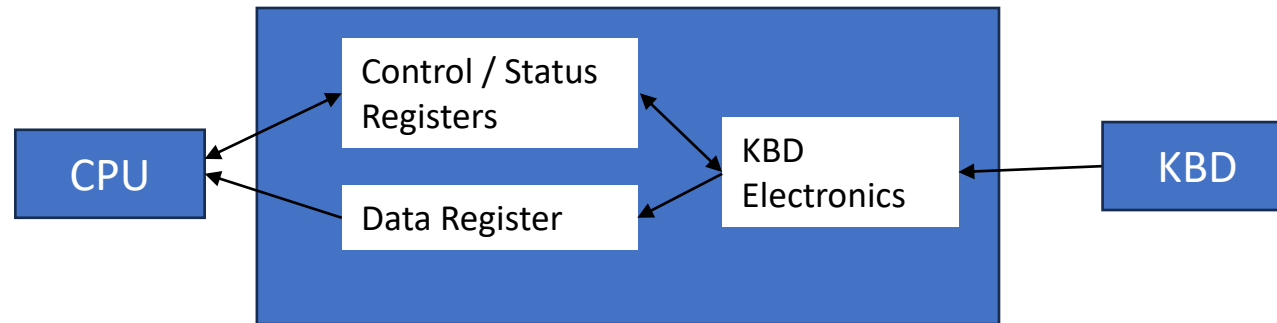 CPU
Control / Status
Registers
Data Register
KBD
Electronics
KBD